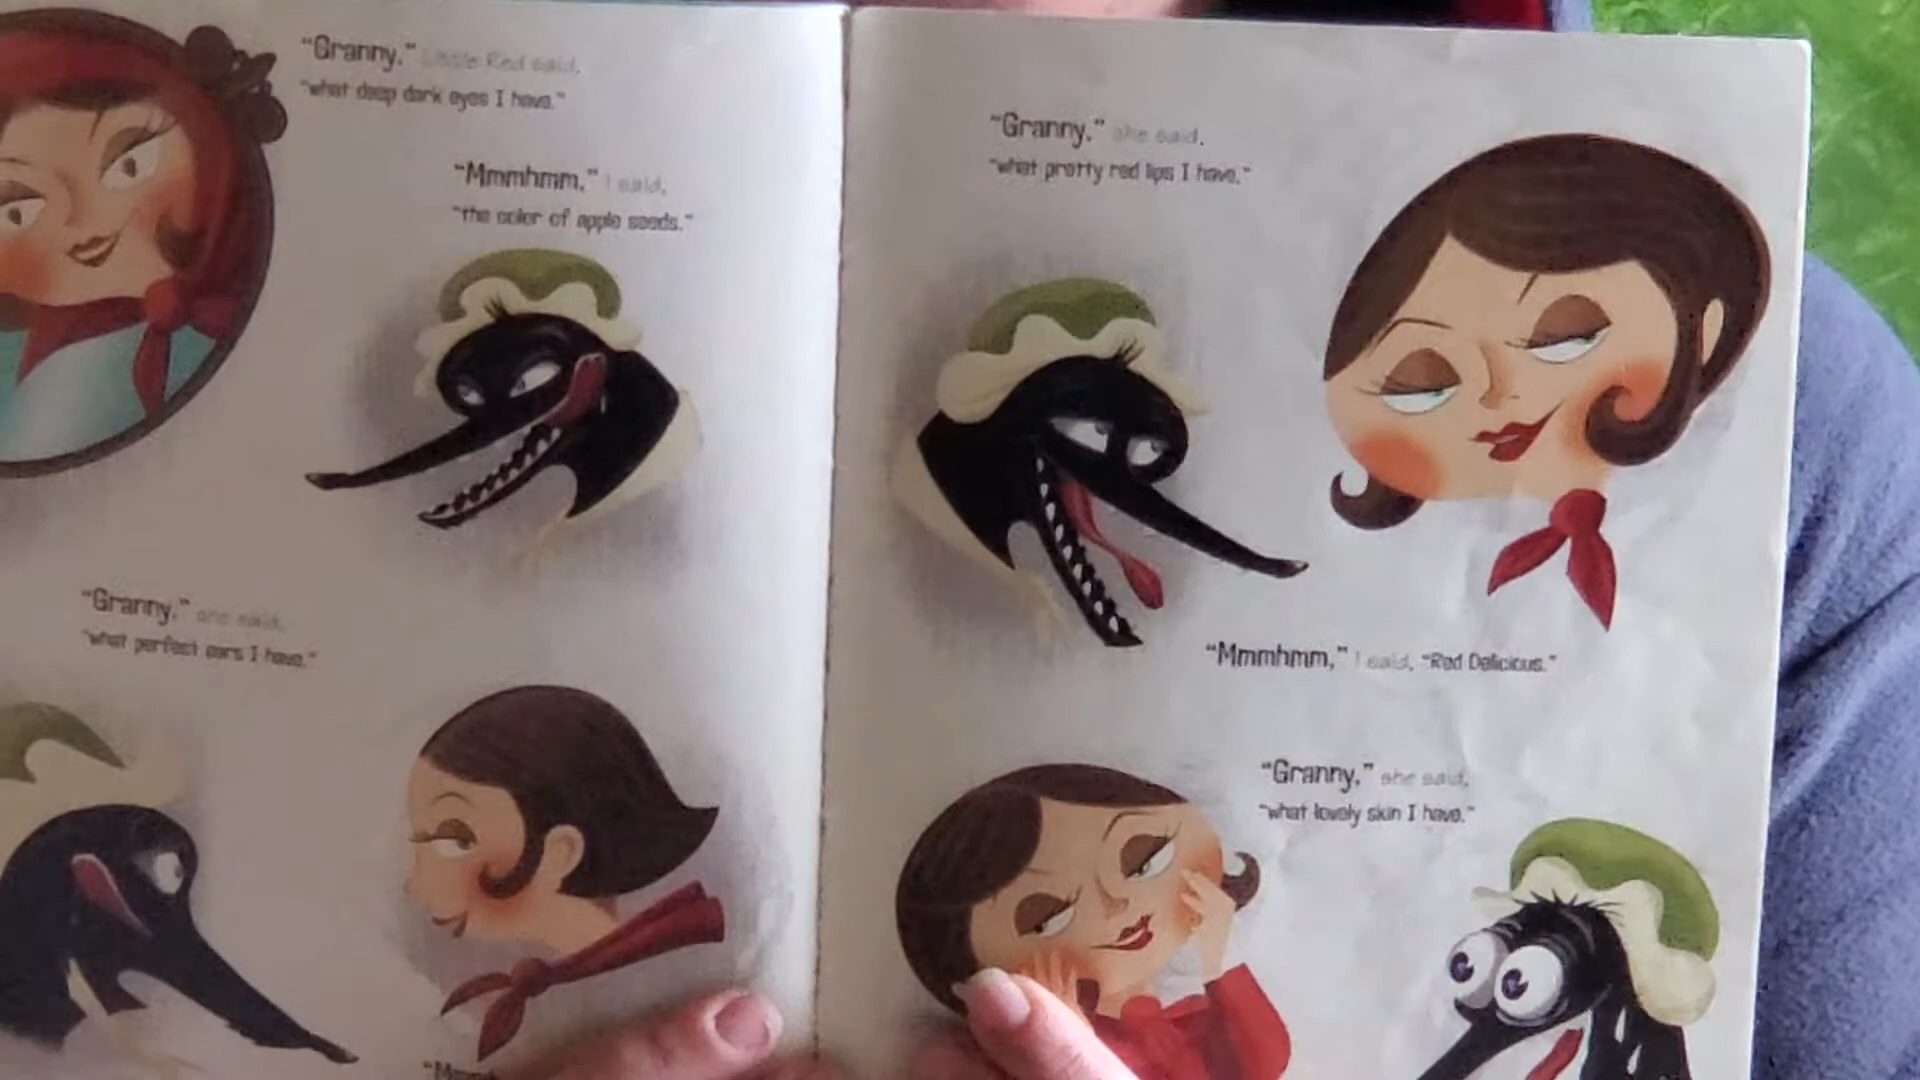 "Granny," Little Red said,
"what deep dark eyes I have."
"Mmmhmm," I said,
"the color of apple seeds."
"Granny," she said,
"what perfect ears I have."
"Granny," she said,
"what pretty red lips I have."
"Mmmhmm," I said, "Red Delicious."
"Granny," she said,
"what lovely skin I have."